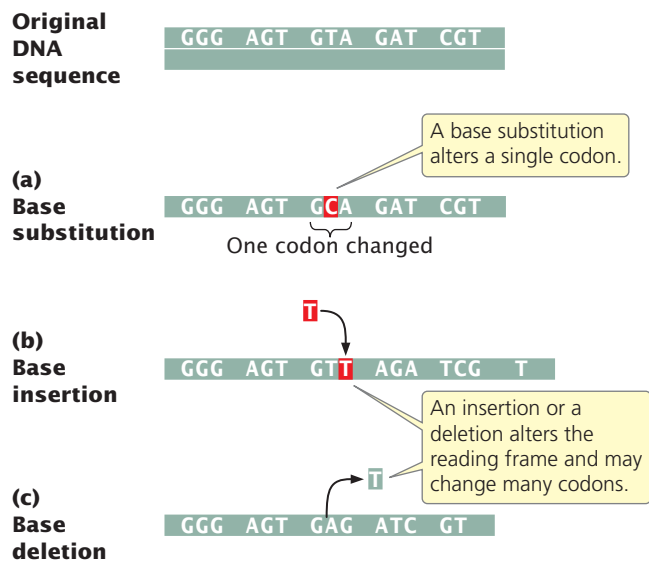 Original
DNA
sequence
GGG AGT GTA GAT CGT
A base substitution
alters a single codon.
(a)
Base
substitution
GGG AGT GCA GAT CGT
One codon changed
T
(b)
Base
insertion
GGG AGT GTT AGA TCG T
An insertion or a
deletion alters the
reading frame and may
change many codons.
T
(c)
Base
deletion
GGG AGT GAG ATC GT